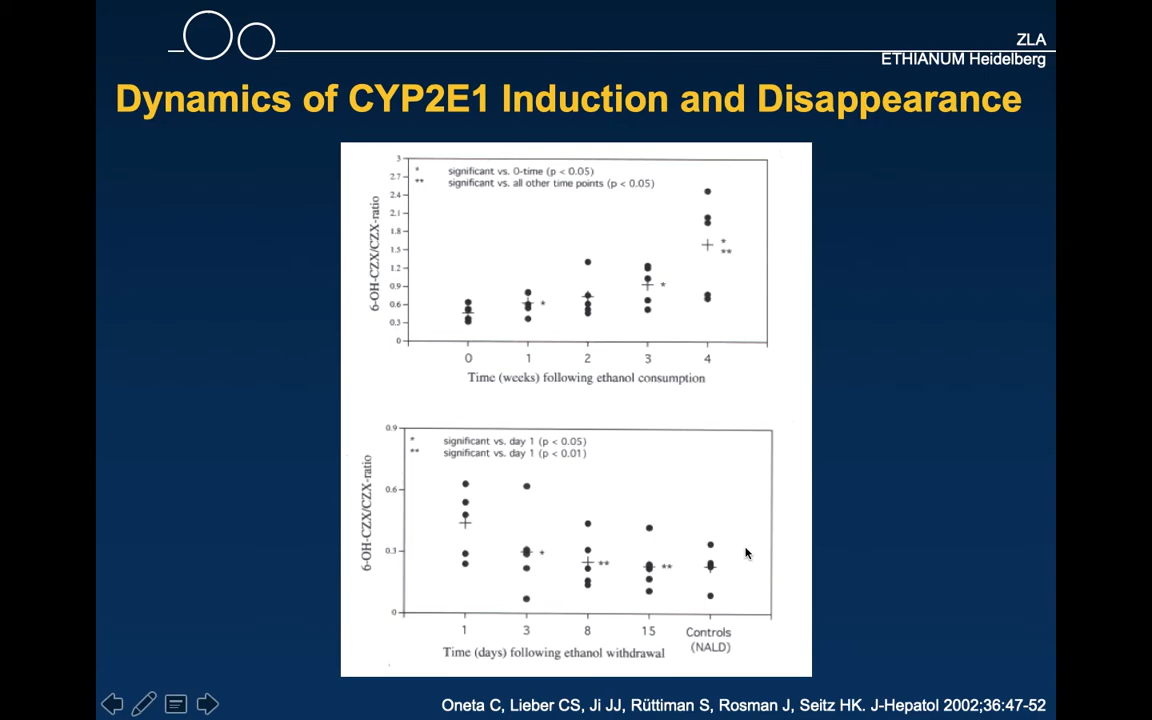 ZLA
ETHIANUM Heidelberg
Dynamics of CYP2E1 Induction and Disappearance
3
2.7
2.4
2.1
1.8
1.5
1.2
0.9
0.6
0.3
0
6-OH-CZX/CZX-ratio
* significant vs. 0-time (p < 0.05)
** significant vs. all other time points (p < 0.05)
*
*
*
**
0 1 2 3 4
Time (weeks) following ethanol consumption
0.9
0.6
0.3
0
6-OH-CZX/CZX-ratio
* significant vs. day 1 (p < 0.05)
** significant vs. day 1 (p < 0.01)
* ** **
1 3 8 15 Controls
(NALD)
Time (days) following ethanol withdrawal
Oneta C, Lieber CS, Ji JJ, Rüttiman S, Rosman J, Seitz HK. J-Hepatol 2002;36:47-52